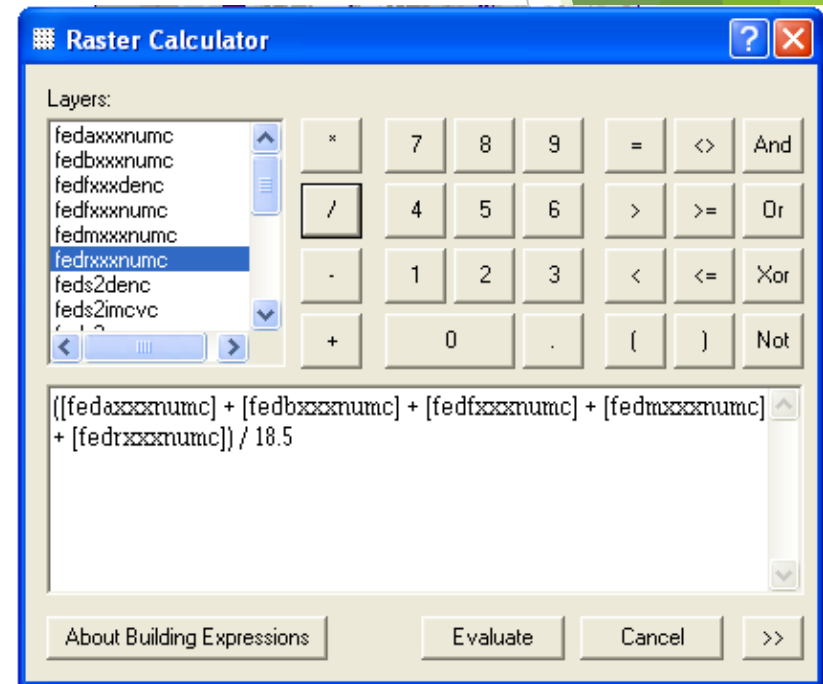 Raster Calculator
?
Layers:
fedaxxxnumc
fedbxxxnumc
fedfxxxdenc
fedfxxxnumc
fedmxxxnumc
fedrxxxnumc
feds2denc
feds2imcvc
* 7 8 9 = <> And
/ 4 5 6 > >= Or
- 1 2 3 < <= Xor
+ 0 . ( ) Not
([fedaxxxnumc] + [fedbxxxnumc] + [fedfxxxnumc] + [fedmxxxnumc]
+ [fedrxxxnumc]) / 18.5
About Building Expressions Evaluate Cancel >>